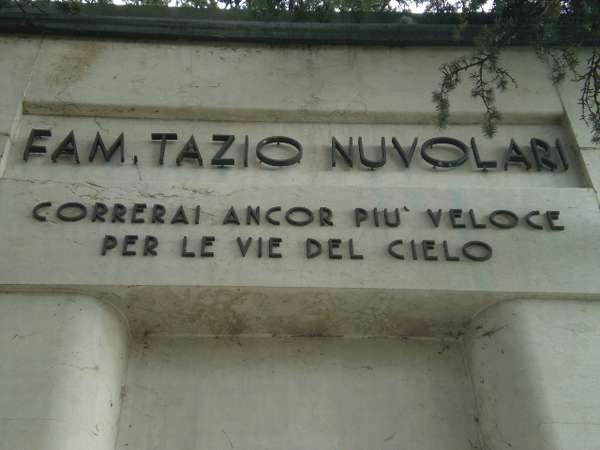 FAM. TAZIO NUVOLARI
CORRERAI ANCOR PIU' VELOCE
PER LE VIE DEL CIELO